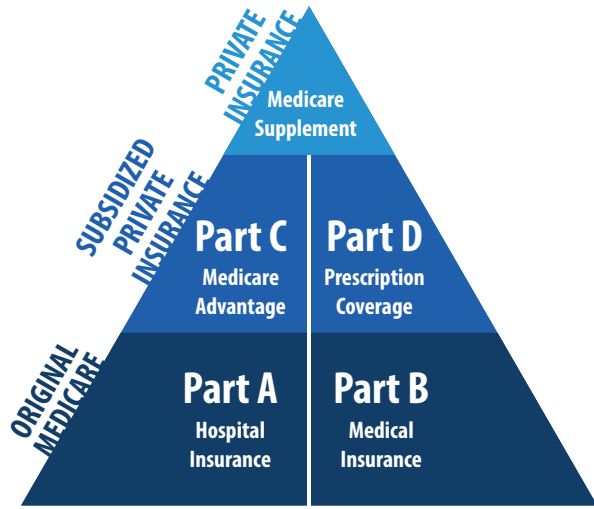 PRIVATE
INSURANCE
Medicare
Supplement
SUBSIDIZED
PRIVATE
INSURANCE
Part C
Medicare
Advantage
Part D
Prescription
Coverage
ORIGINAL
MEDICARE
Part A
Hospital
Insurance
Part B
Medical
Insurance